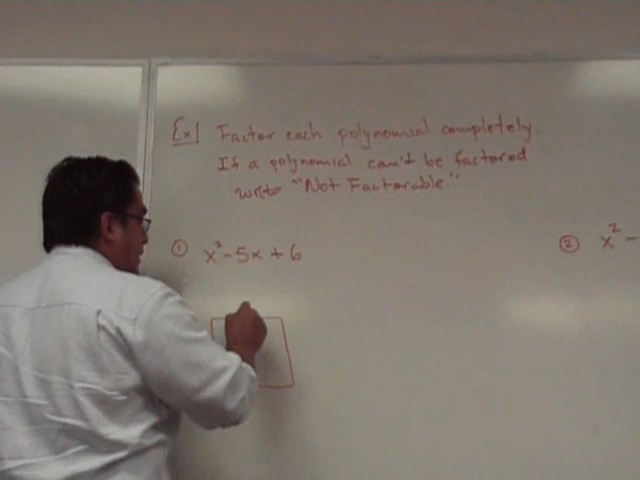 Ex Factor each polynomial completely.
If a polynomial can't be factored
write "Not Factorable."
① x² - 5x + 6
② x² -